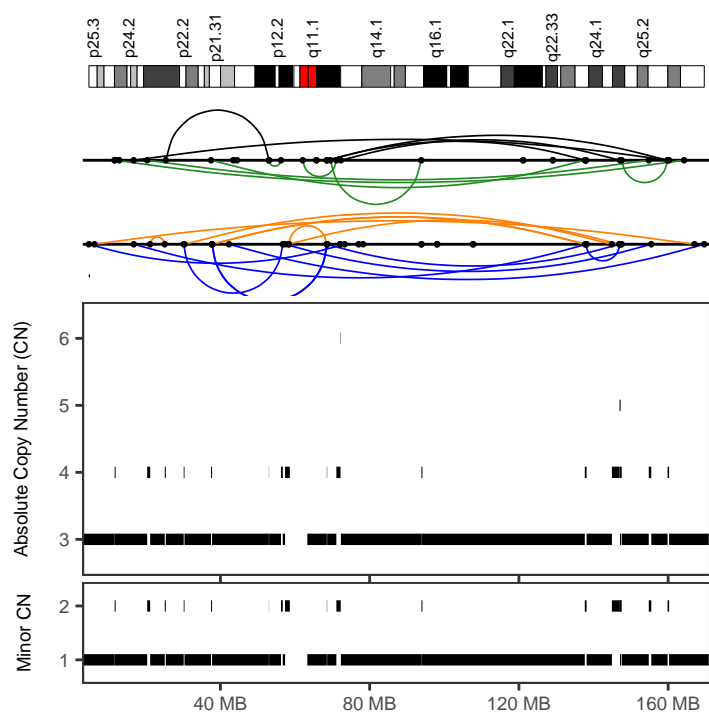 p25.3 p24.2 p22.2 p21.31 p12.2 q11.1 q14.1 q16.1 q22.1 q22.33 q24.1 q25.2
Absolute Copy Number (CN)
6
5
4
3
Minor CN
2
1
40 MB 80 MB 120 MB 160 MB